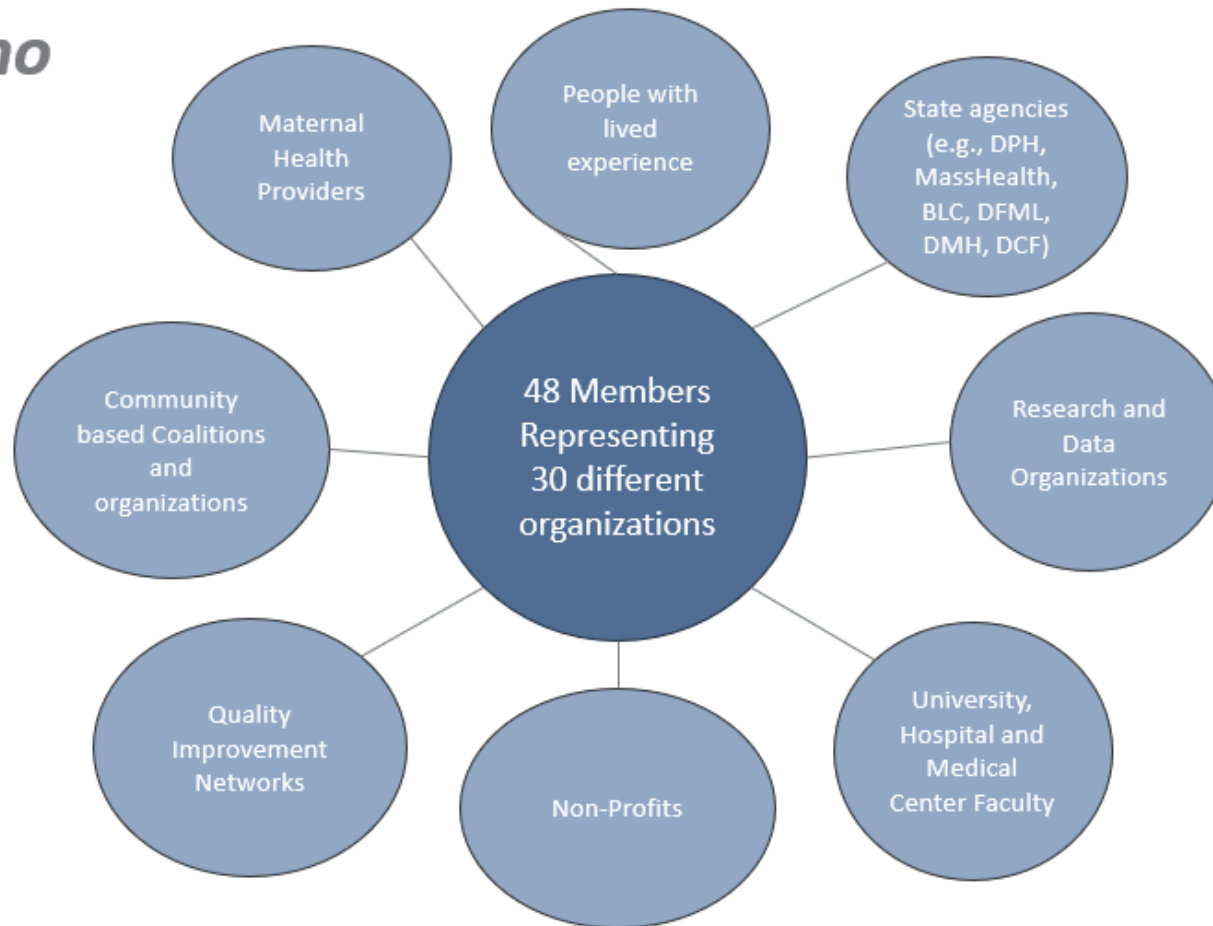 People with
lived
experience
State agencies
(e.g., DPH,
MassHealth,
BLC, DFML,
DMH, DCF)
Maternal
Health
Providers
48 Members
Representing
30 different
organizations
Community
based Coalitions
and
organizations
Research and
Data
Organizations
Quality
Improvement
Networks
Non-Profits
University,
Hospital and
Medical
Center Faculty